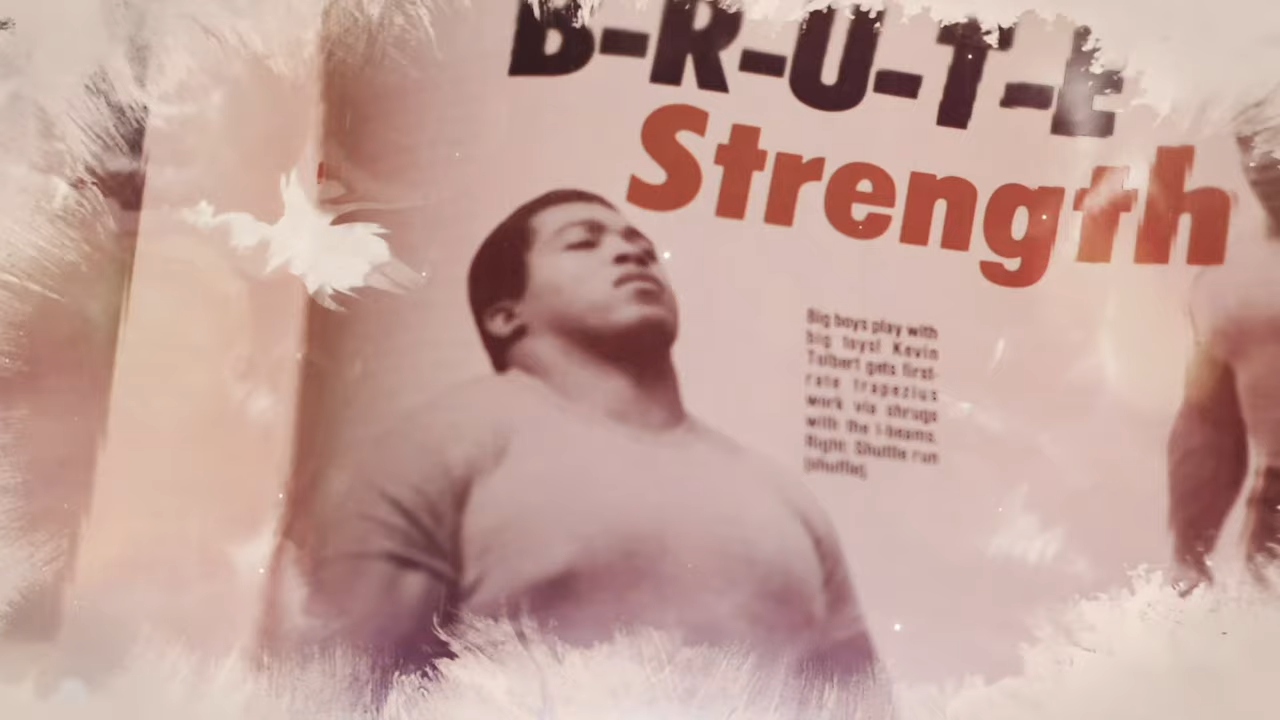 B-R-U-T-E
Strength
Big boys play with
big toys! Kevin
Tolbert gets first-
rate trapezius
work via shrugs
with the I-beams.
Right: Shuffle run
(shuffle)